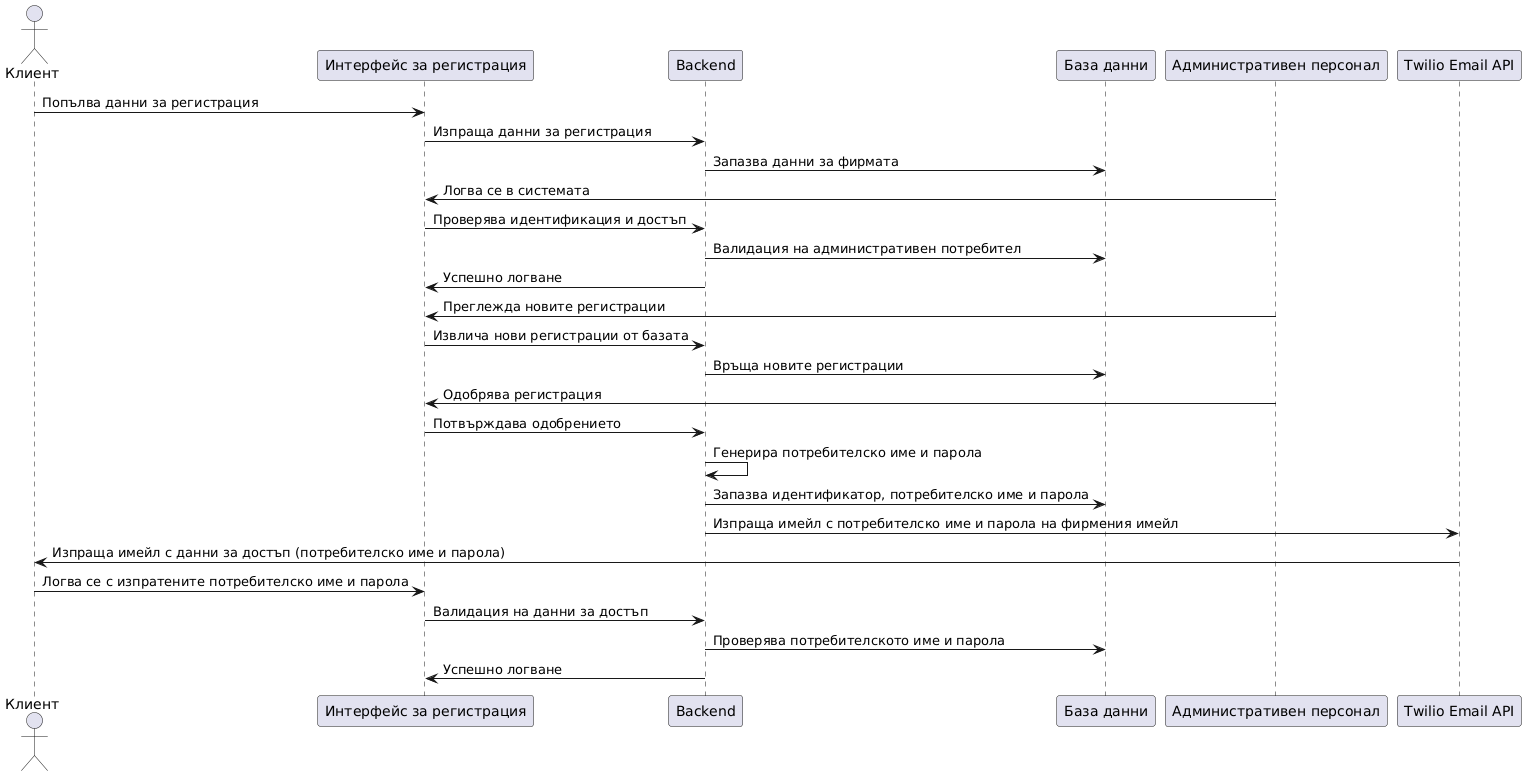 Клиент
Интерфейс за регистрация
Backend
База данни
Административен персонал
Twilio Email API
Попълва данни за регистрация
Изпраща данни за регистрация
Запазва данни за фирмата
Логва се в системата
Проверява идентификация и достъп
Валидация на административен потребител
Успешно логване
Преглежда новите регистрации
Извлича нови регистрации от базата
Връща новите регистрации
Одобрява регистрация
Потвърждава одобрението
Генерира потребителско име и парола
Запазва идентификатор, потребителско име и парола
Изпраща имейл с потребителско име и парола на фирмения имейл
Изпраща имейл с данни за достъп (потребителско име и парола)
Логва се с изпратените потребителско име и парола
Валидация на данни за достъп
Проверява потребителското име и парола
Успешно логване
Клиент
Интерфейс за регистрация
Backend
База данни
Административен персонал
Twilio Email API